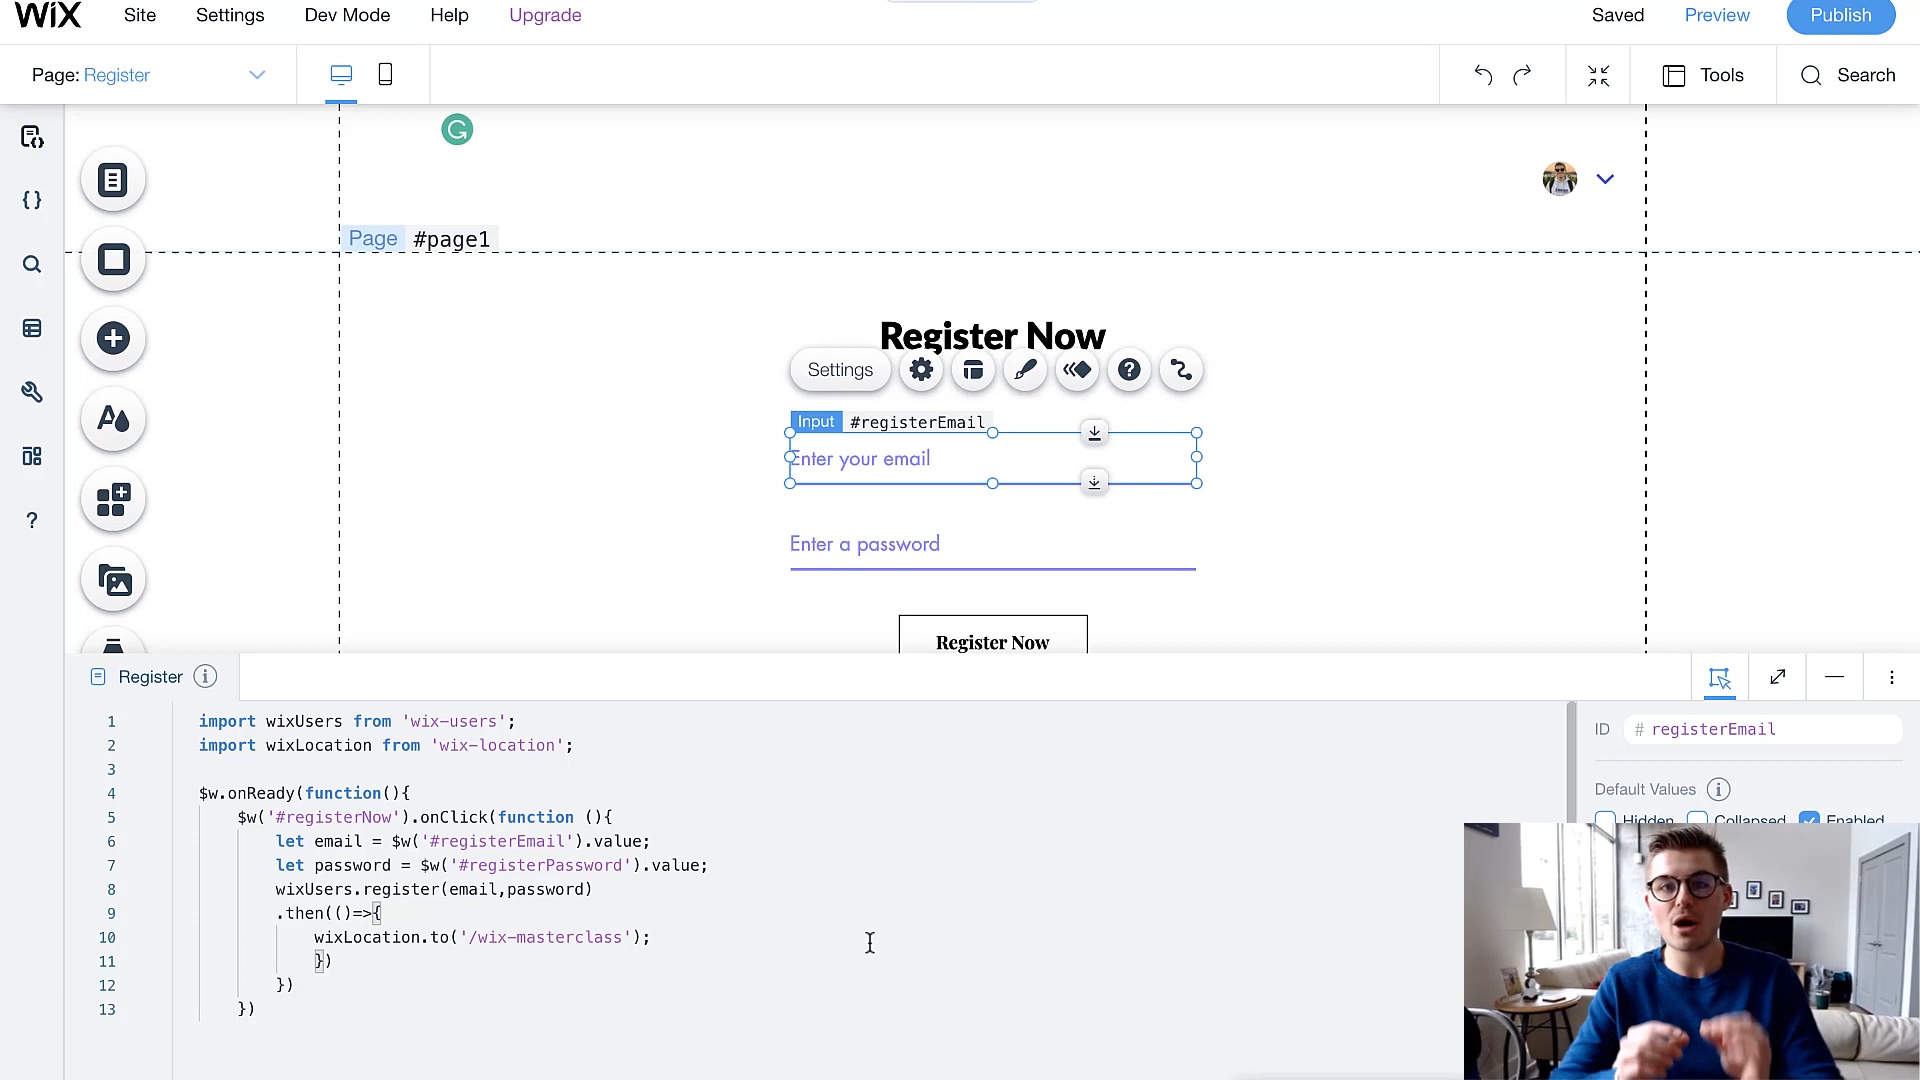 WiX Site Settings Dev Mode Help Upgrade Saved Preview Publish
Page: Register Tools Search
Page #page1
Register Now
Settings
Input #registerEmail
Enter your email
Enter a password
Register Now
Register
1 import wixUsers from 'wix-users';
2 import wixLocation from 'wix-location';
3
4 $w.onReady(function(){
5 $w('#registerNow').onClick(function (){
6 let email = $w('#registerEmail').value;
7 let password = $w('#registerPassword').value;
8 wixUsers.register(email,password)
9 .then(()=>{
10 wixLocation.to('/wix-masterclass');
11 })
12 })
13 })
ID # registerEmail
Default Values
Hidden Collapsed Enabled